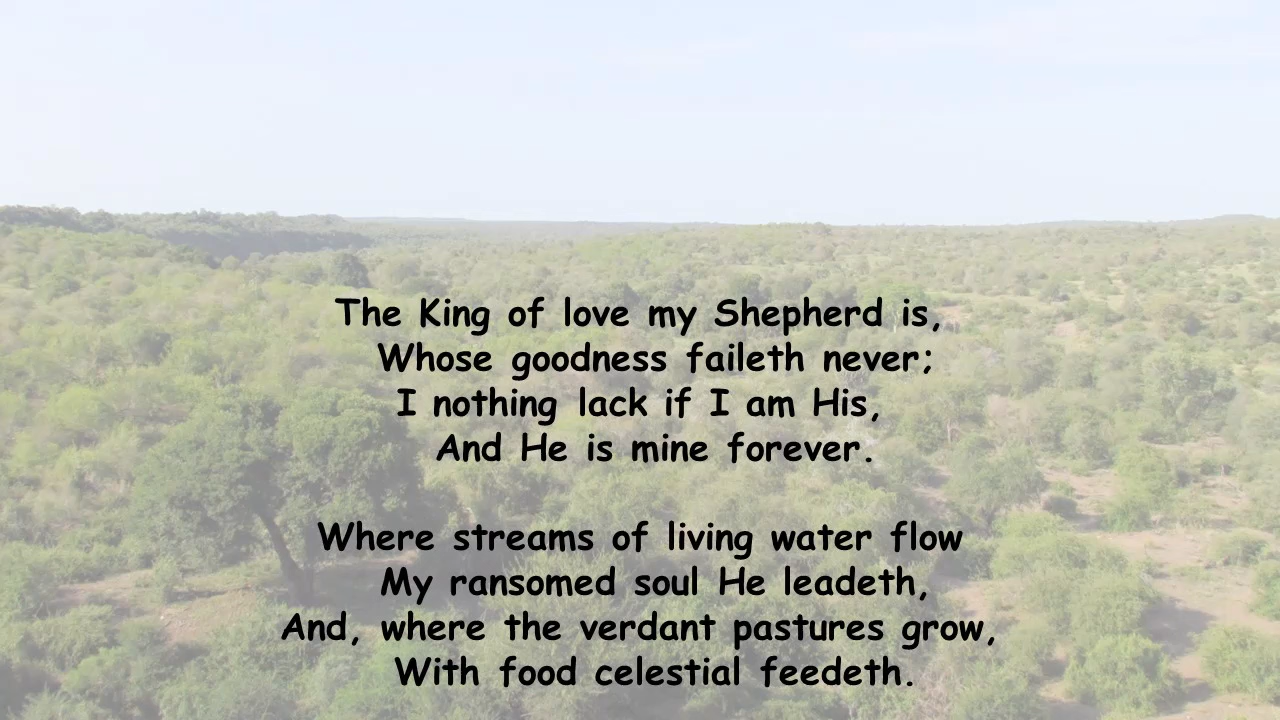 The King of love my Shepherd is,
Whose goodness faileth never;
I nothing lack if I am His,
And He is mine forever.
Where streams of living water flow
My ransomed soul He leadeth,
And, where the verdant pastures grow,
With food celestial feedeth.